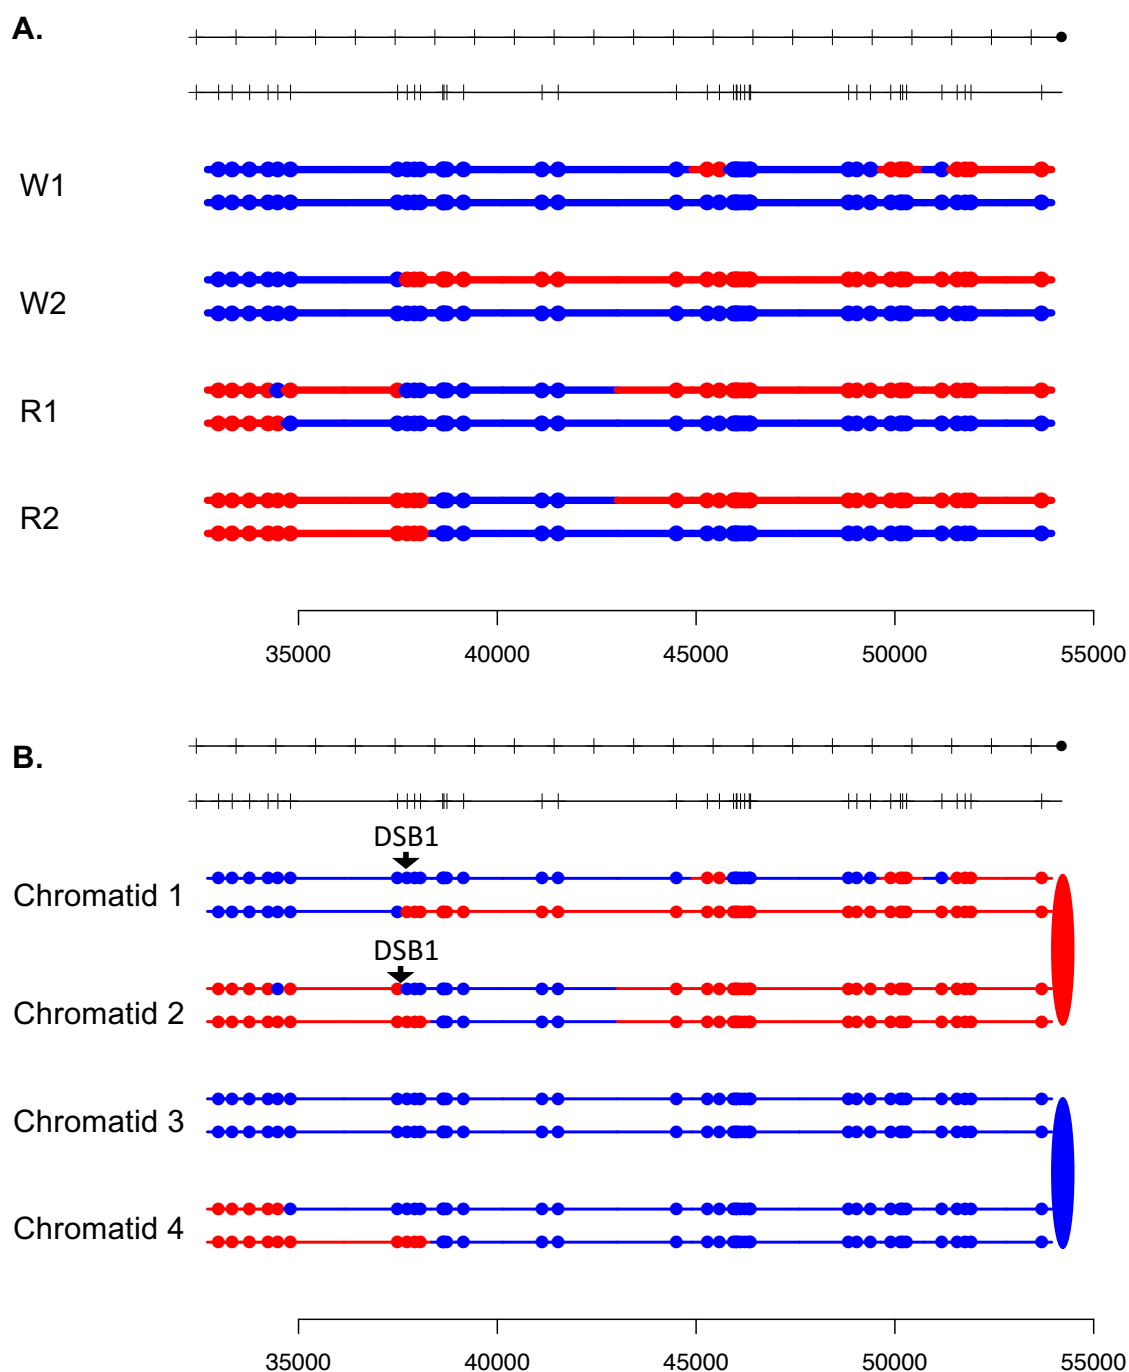 A.
W1
W2
R1
R2
35000 40000 45000 50000 55000
B.
DSB1
Chromatid 1
DSB1
Chromatid 2
Chromatid 3
Chromatid 4
35000 40000 45000 50000 55000